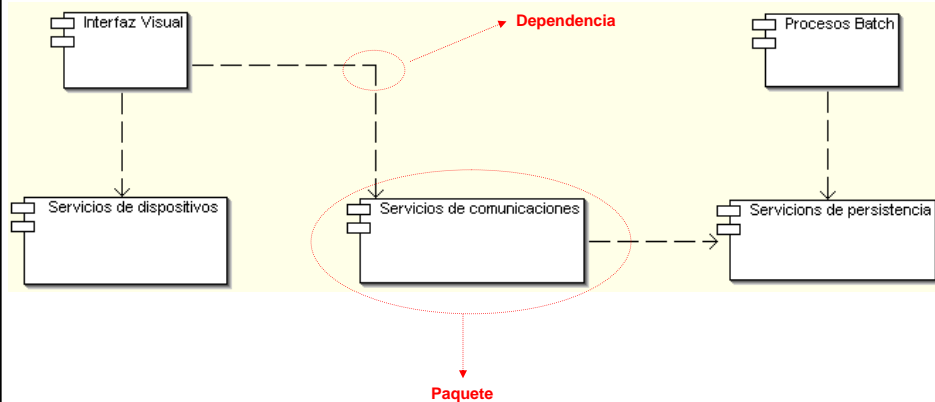 Interfaz Visual
Dependencia
Procesos Batch
Servicios de dispositivos
Servicios de comunicaciones
Servicions de persistencia
Paquete